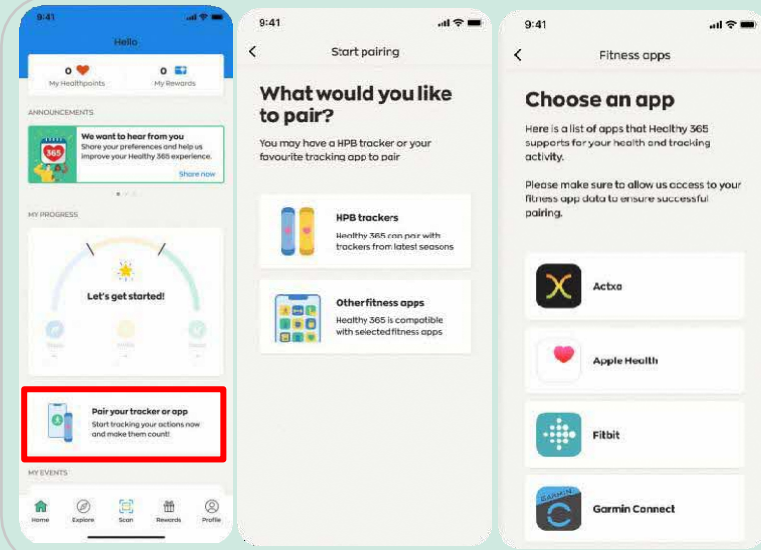 9:41
Hello
0
0
My Healthpoints
My Rewards
ANNOUNCEMENTS
365
We want to hear from you
Share your preferences and help us
improve your Healthy 365 experience.
Share now
MY PROGRESS
Let's get started!
Pair your tracker or app
Start tracking your actions now
and make them count!
MY EVENTS
Home
Explore
Scan
Rewards
Profile
9:41
Start pairing
What would you like
to pair?
You may have a HPB tracker or your
favourite tracking app to pair
HPB trackers
Healthy 365 can pair with
trackers from latest seasons
Other fitness apps
Healthy 365 is compatible
with selected fitness apps
9:41
Fitness apps
Choose an app
Here is a list of apps that Healthy 365
supports for your health and tracking
activity.
Please make sure to allow us access to your
fitness app data to ensure successful
pairing.
Actxa
Apple Health
Fitbit
GARMIN
Garmin Connect